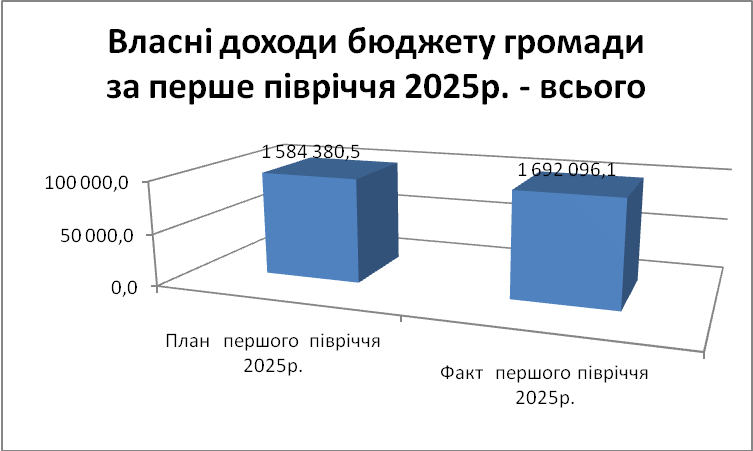 Власні доходи бюджету громади
за перше півріччя 2025р. - всього
1 584 380,5
1 692 096,1
100 000,0
50 000,0
0,0
План першого півріччя
2025р.
Факт першого півріччя
2025р.